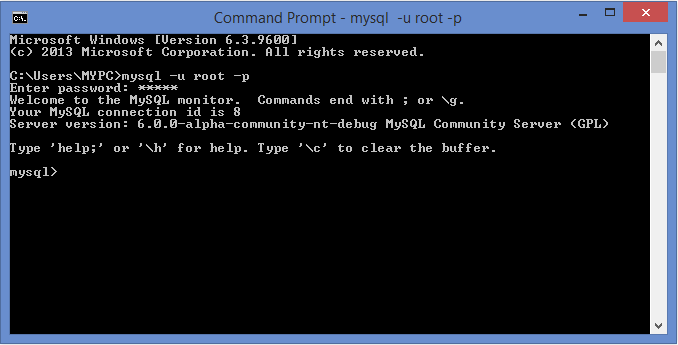 Command Prompt - mysql  -u root -p
Microsoft Windows [Version 6.3.9600]
(c) 2013 Microsoft Corporation. All rights reserved.
C:\Users\MYPC>mysql -u root -p
Enter password: *****
Welcome to the MySQL monitor.  Commands end with ; or \g.
Your MySQL connection id is 8
Server version: 6.0.0-alpha-community-nt-debug MySQL Community Server (GPL)
Type 'help;' or '\h' for help. Type '\c' to clear the buffer.
mysql>